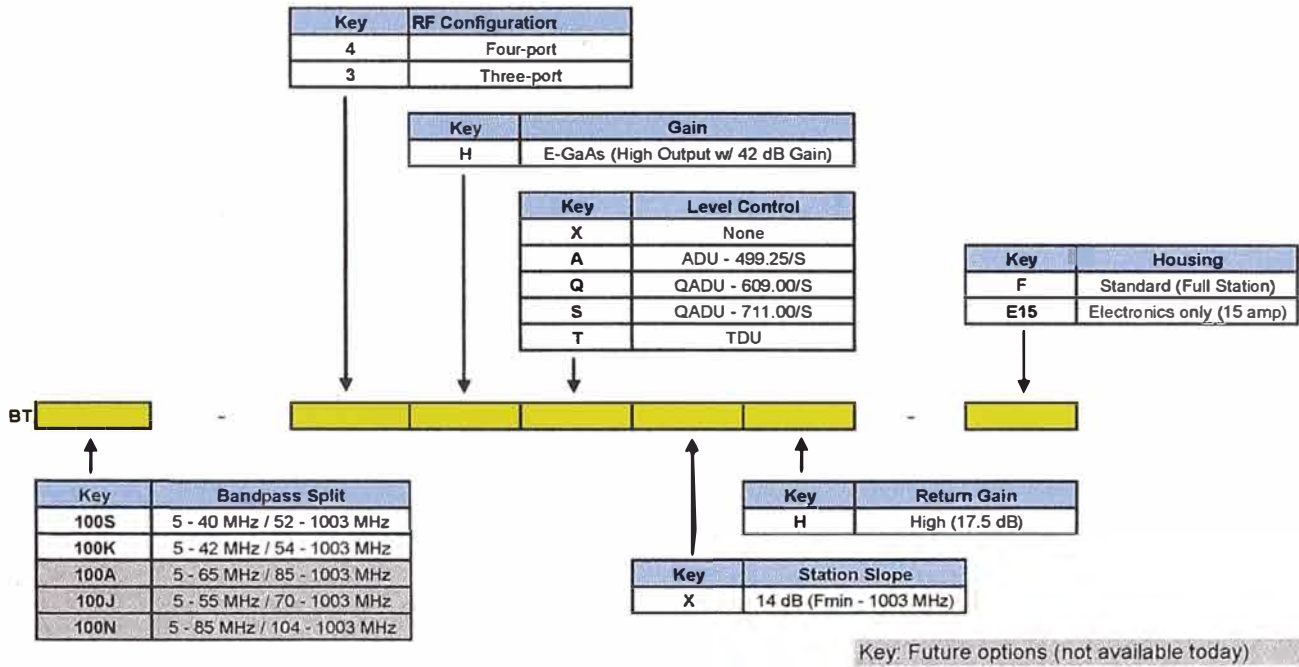 Key RF Configuration
4 Four-port
3 Three-port
Key Gain
H E-GaAs (High Output w/ 42 dB Gain)
Key Level Control
X None
A ADU - 499.25/S
Q QADU - 609.00/S
S QADU - 711.00/S
T TDU
Key Housing
F Standard (Full Station)
E15 Electronics only (15 amp)
BT - -
Key Bandpass Split
100S 5 - 40 MHz / 52 - 1003 MHz
100K 5 - 42 MHz / 54 - 1003 MHz
100A 5 - 65 MHz / 85 - 1003 MHz
100J 5 - 55 MHz / 70 - 1003 MHz
100N 5 - 85 MHz / 104 - 1003 MHz
Key Return Gain
H High (17.5 dB)
Key Station Slope
X 14 dB (Fmin - 1003 MHz)
Key: Future options (not available today)